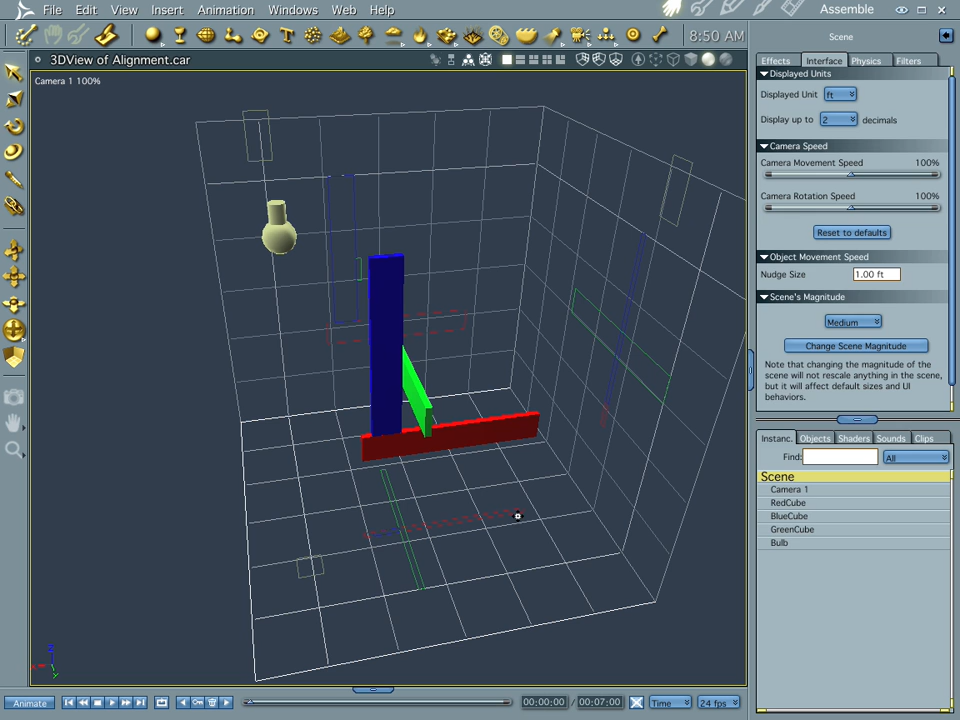 File Edit View Insert Animation Windows Web Help Assemble
8:50 AM
Scene
3DView of Alignment.car
Effects Interface Physics Filters
Camera 1 100%
Displayed Units
Displayed Unit ft
Display up to 2 decimals
Camera Speed
Camera Movement Speed 100%
Camera Rotation Speed 100%
Reset to defaults
Object Movement Speed
Nudge Size 1.00 ft
Scene's Magnitude
Medium
Change Scene Magnitude
Note that changing the magnitude of the
scene will not rescale anything in the scene,
but it will affect default sizes and UI
behaviors.
Instanc. Objects Shaders Sounds Clips
Find: All
Scene
Camera 1
RedCube
BlueCube
GreenCube
Bulb
Z
Y
Animate 00:00:00 / 00:07:00 Time 24 fps